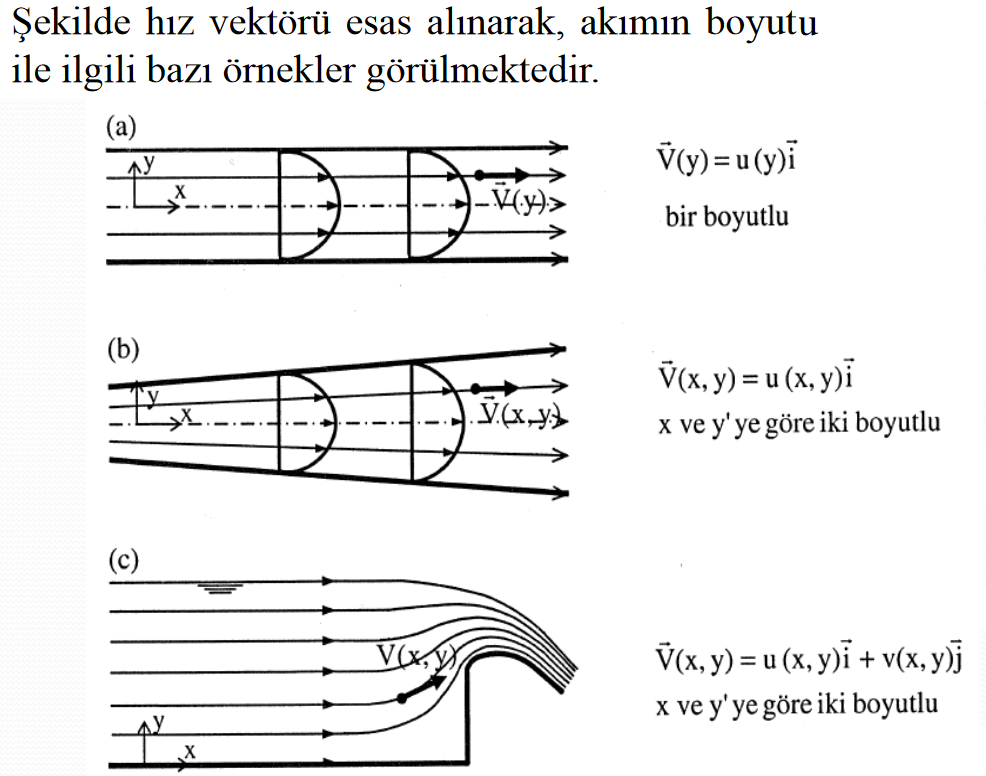 Şekilde hız vektörü esas alınarak, akımın boyutu
ile ilgili bazı örnekler görülmektedir.
(a)
y
x
V⃗(y)
V⃗(y) = u(y)i⃗
bir boyutlu
(b)
y
x
V⃗(x, y)
V⃗(x, y) = u (x, y)i⃗
x ve y'ye göre iki boyutlu
(c)
V(x, y)
y
x
V⃗(x, y) = u (x, y)i⃗ + v(x, y)j⃗
x ve y'ye göre iki boyutlu